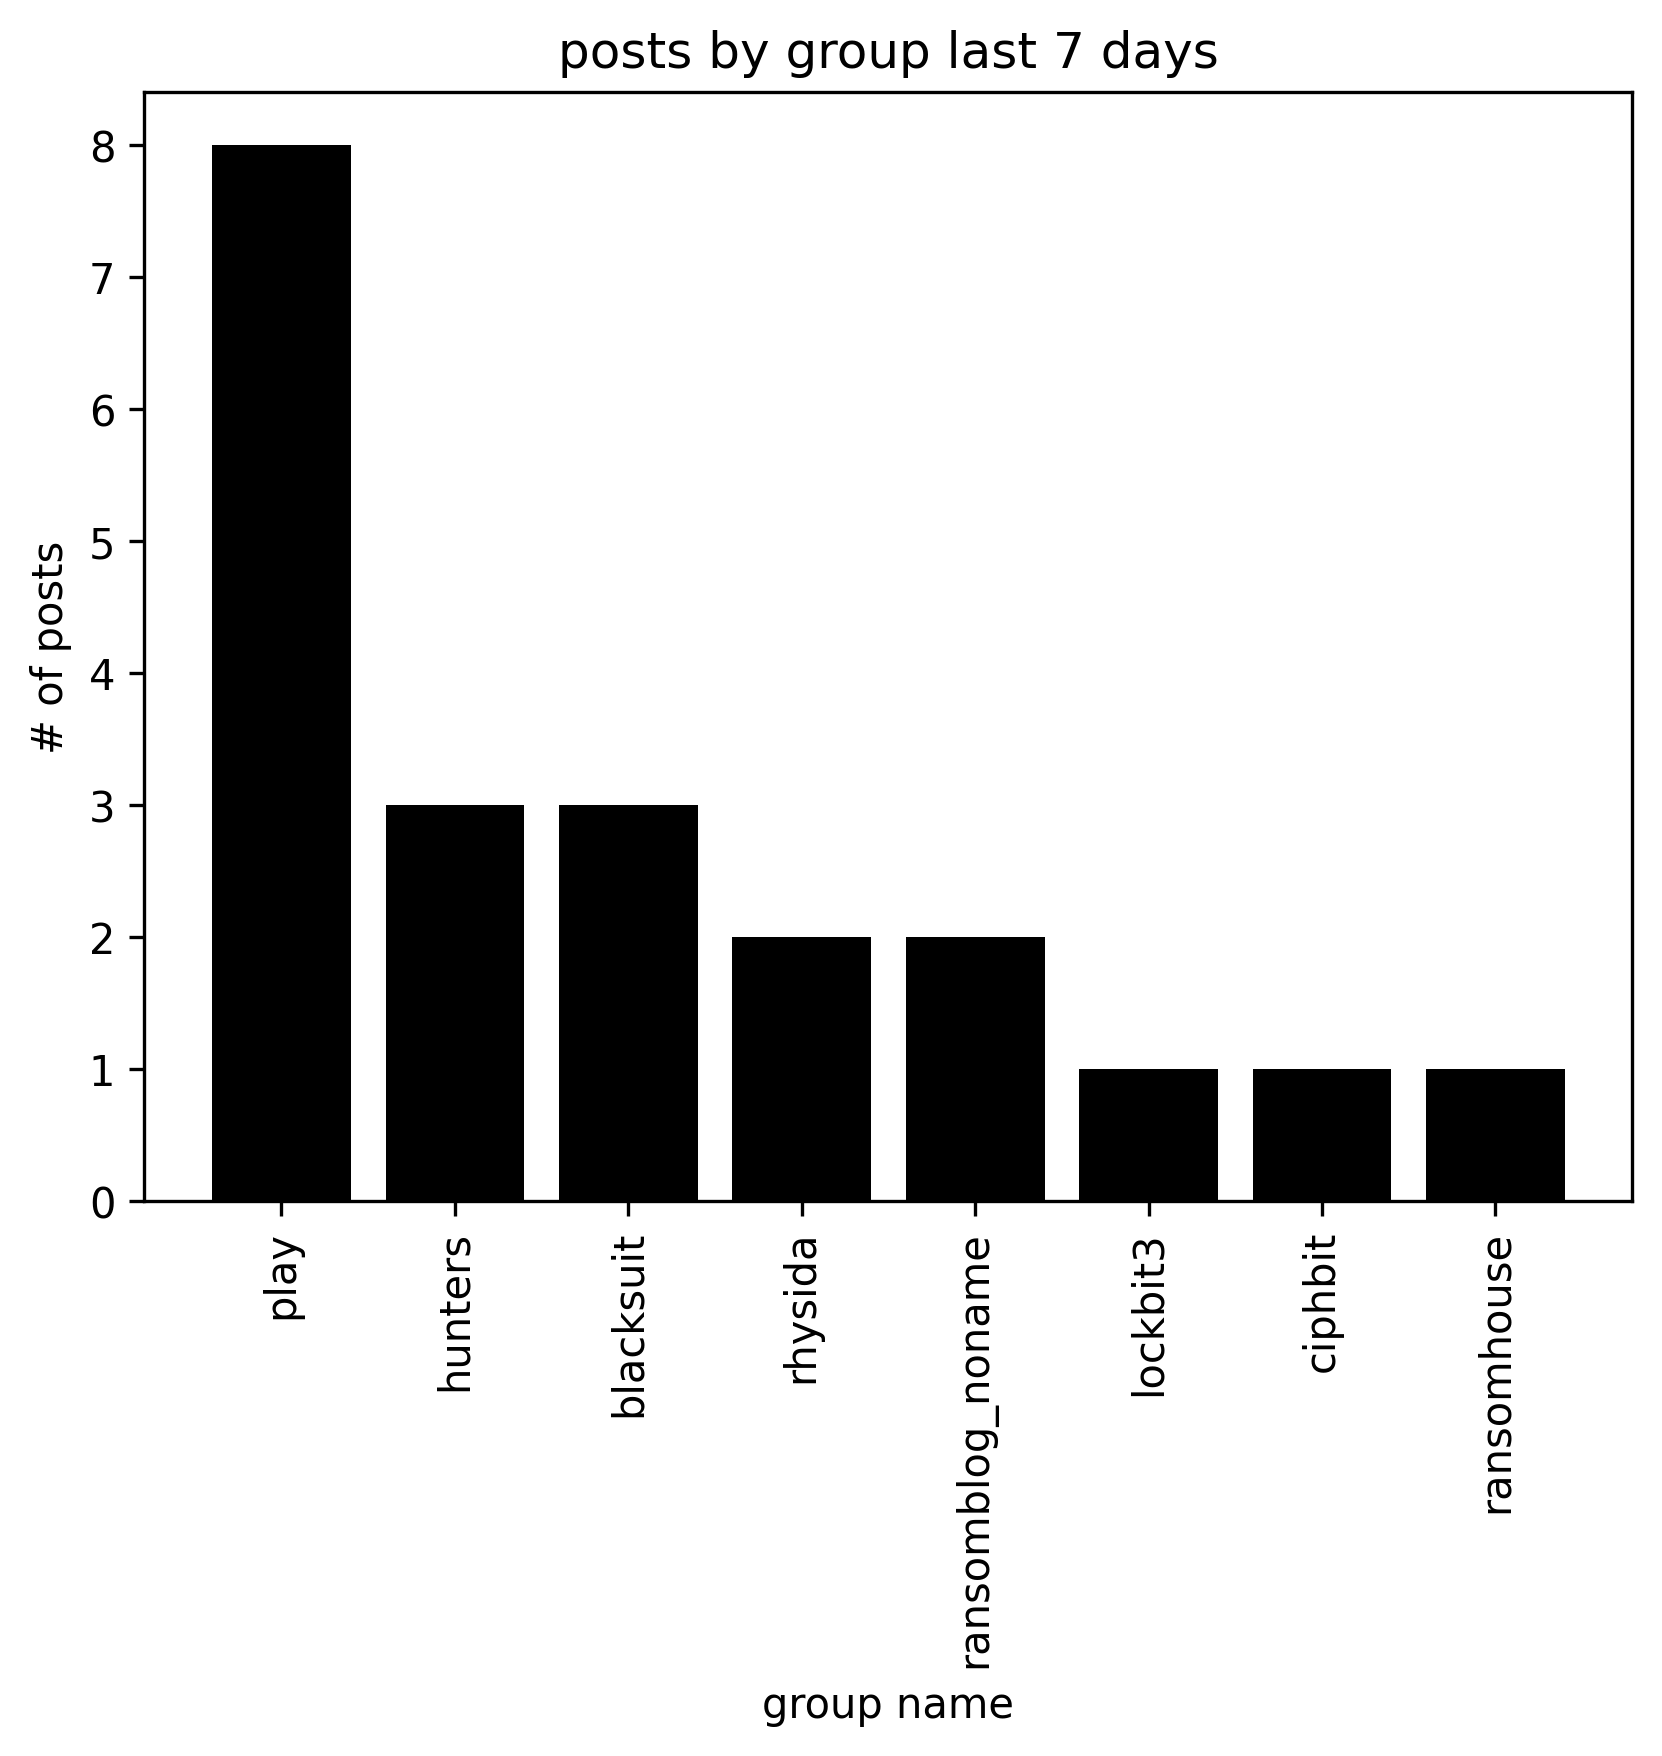 posts by group last 7 days
# of posts
8
7
6
5
4
3
2
1
0
play
hunters
blacksuit
rhysida
ransomblog_noname
lockbit3
ciphbit
ransomhouse
group name